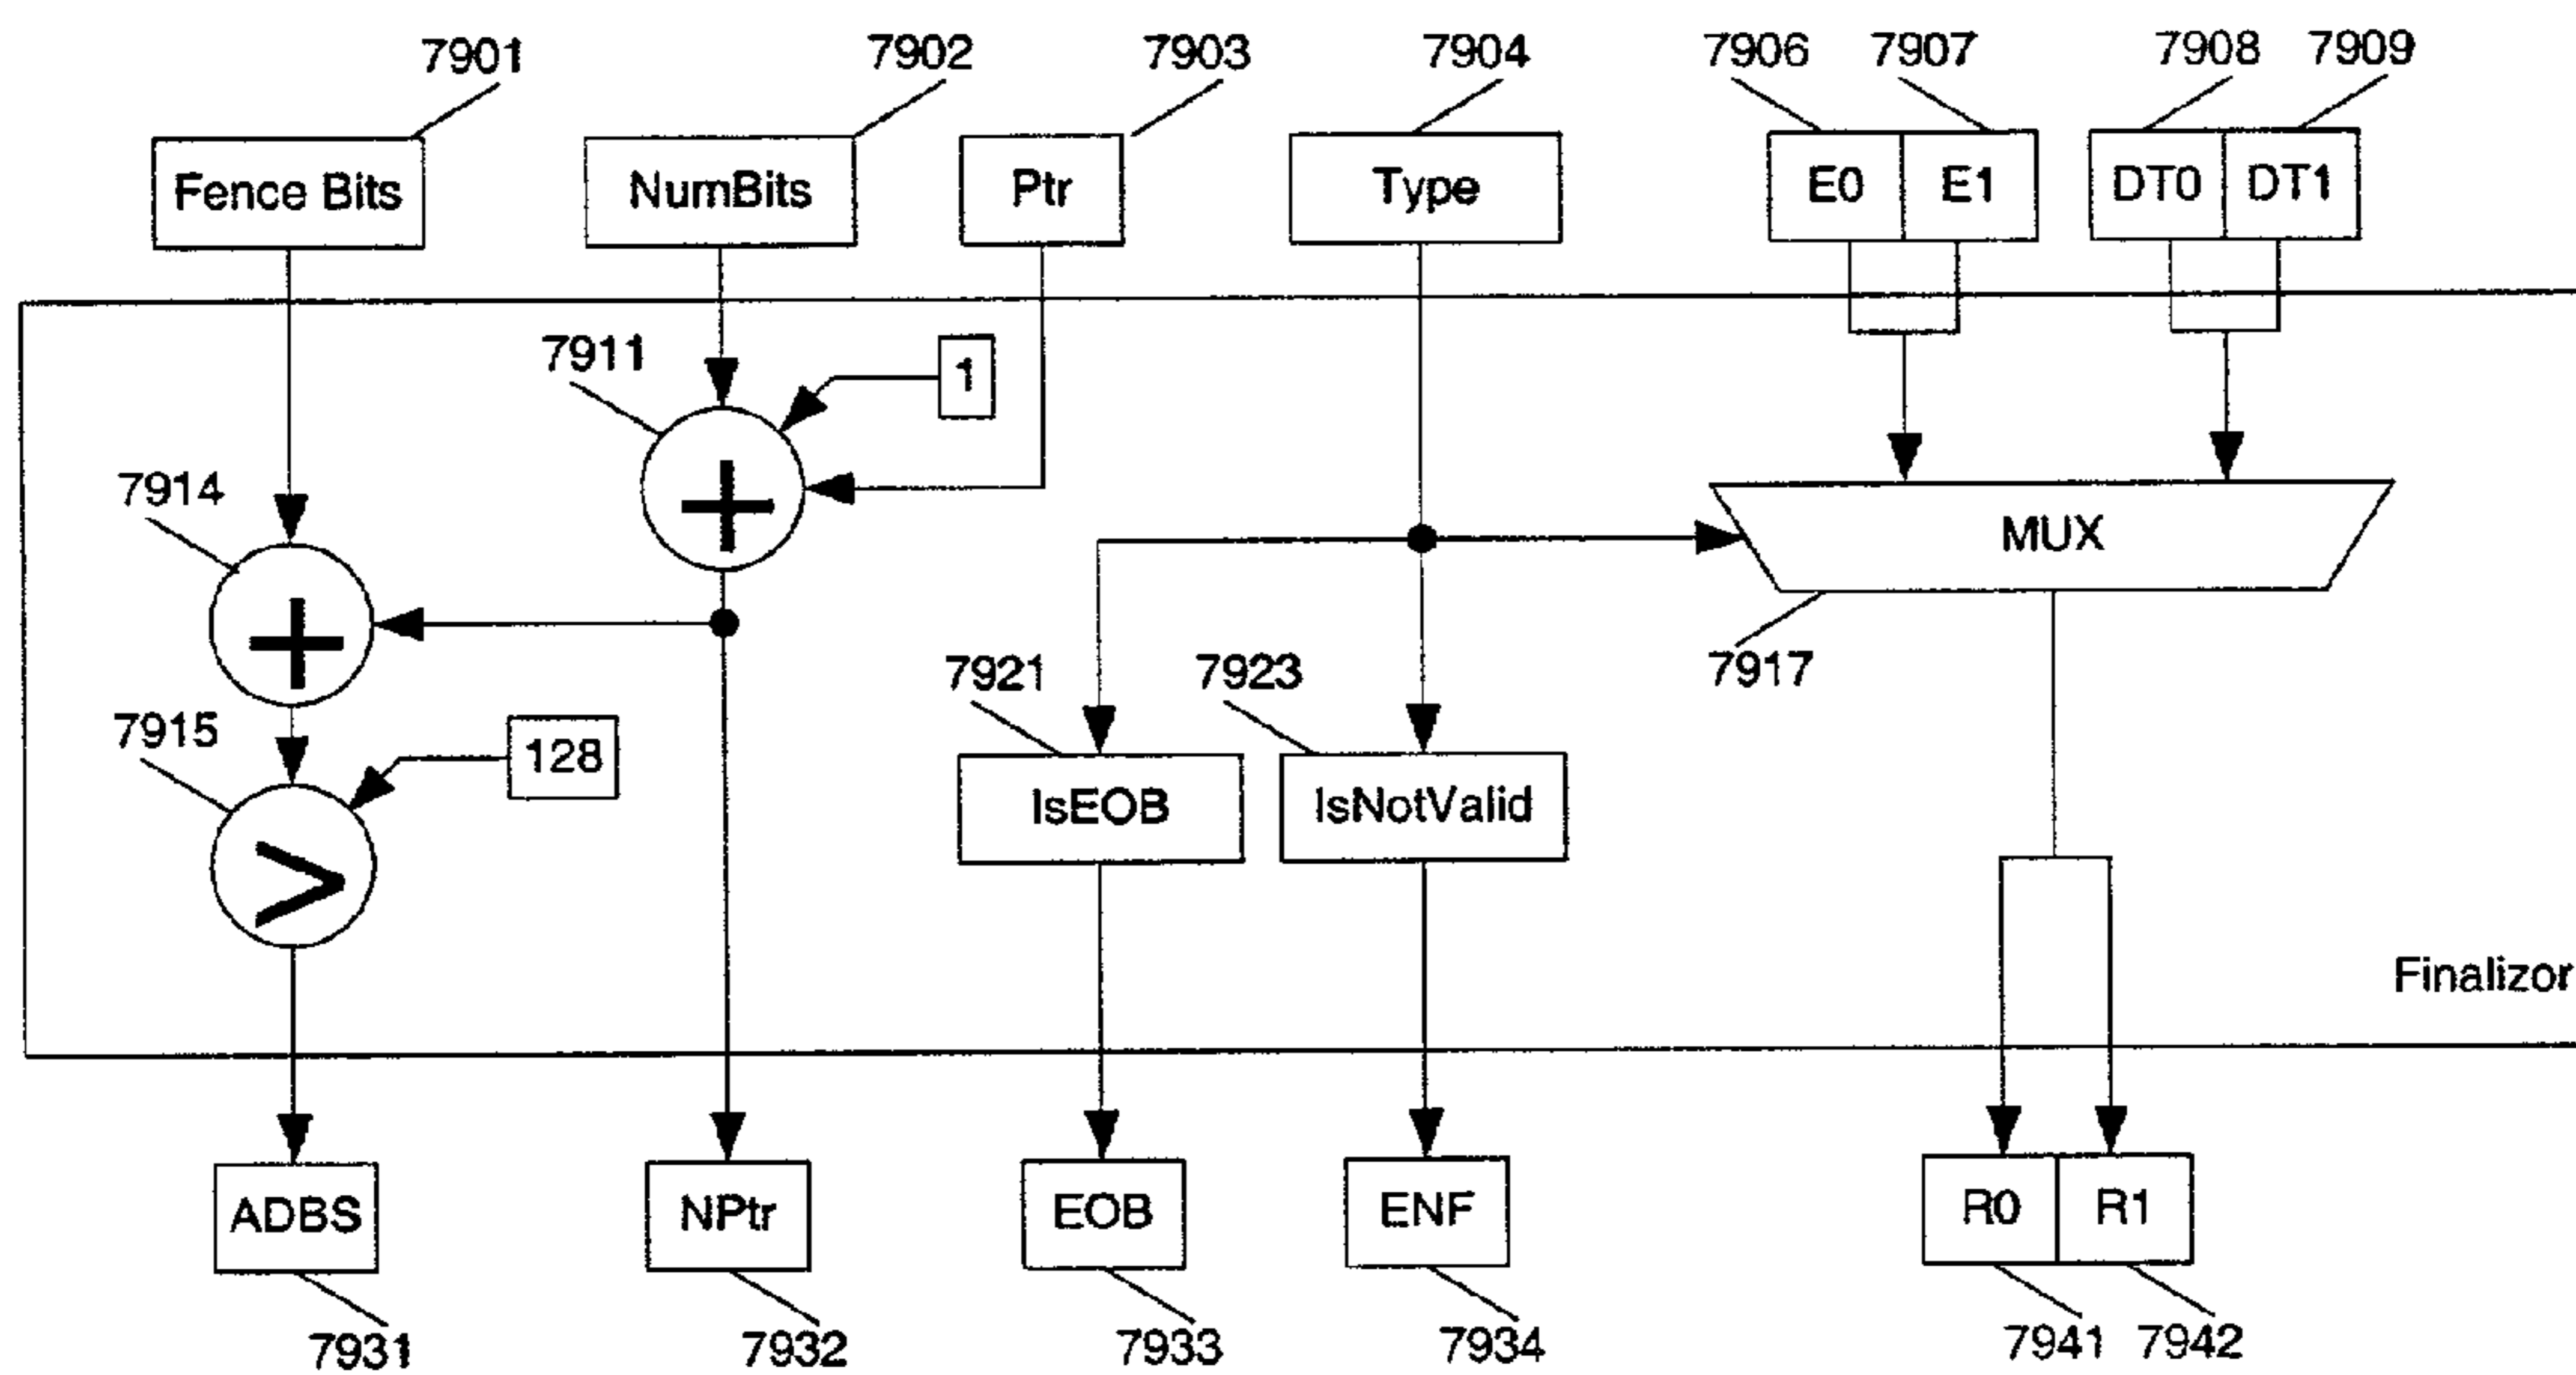 7901 7902 7903 7904 7906 7907 7908 7909
Fence Bits NumBits Ptr Type E0 E1 DT0 DT1
7911 1
7914 + +
MUX
7921 7923 7917
7915 128
> IsEOB IsNotValid
Finalizor
ADBS NPtr EOB ENF R0 R1
7931 7932 7933 7934 7941 7942